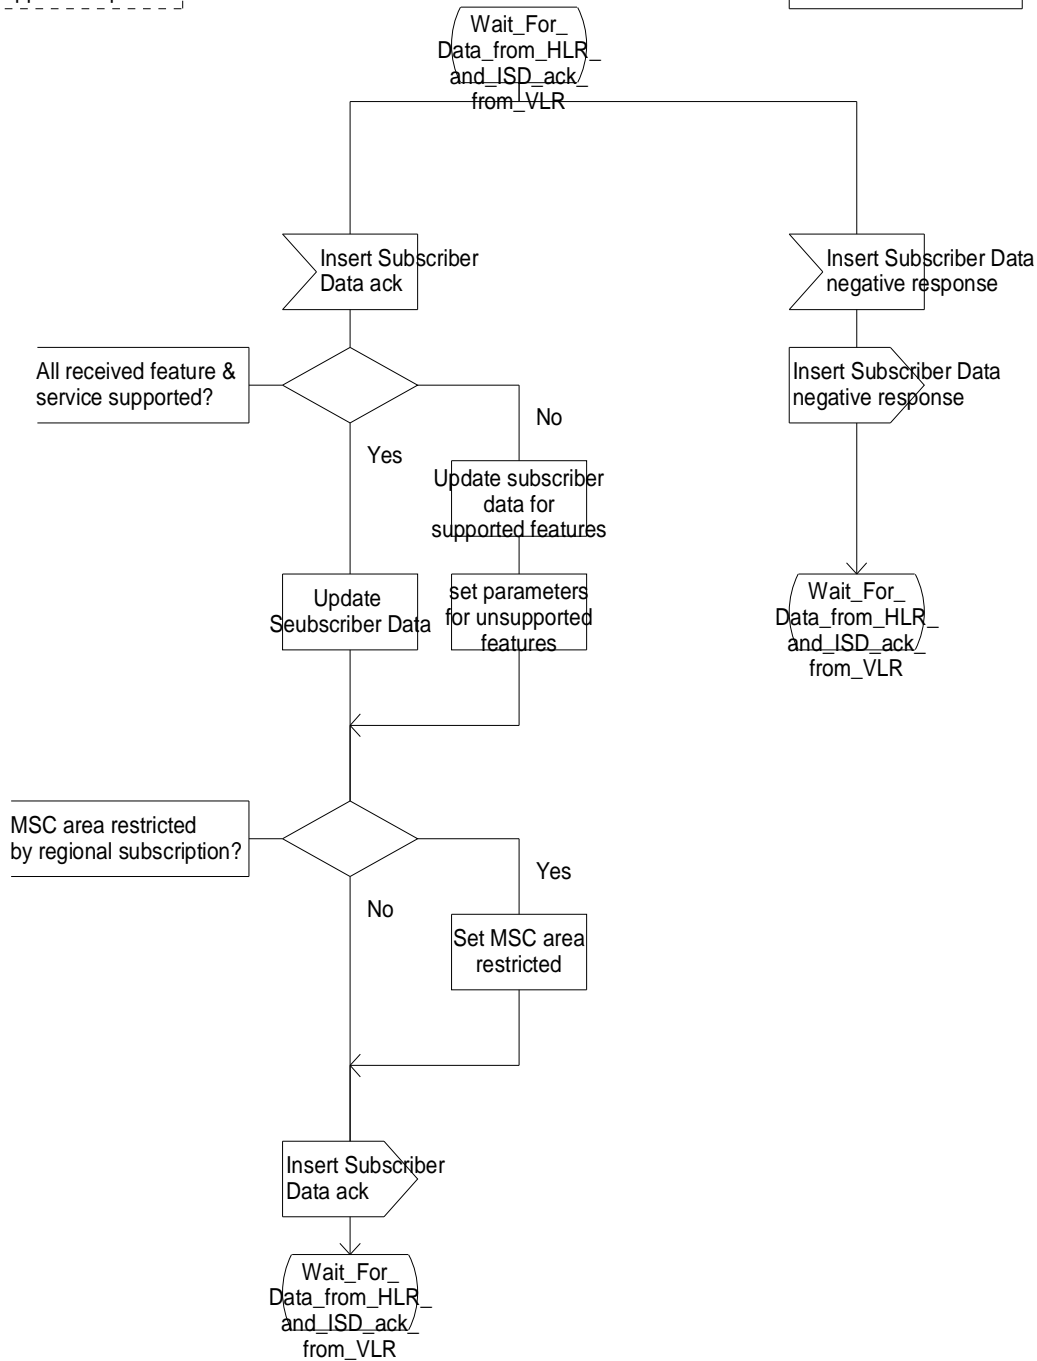 Wait_For_
Data_from_HLR_
and_ISD_ack_
from_VLR
Insert Subscriber
Data ack
Insert Subscriber Data
negative response
All received feature &
service supported?
Insert Subscriber Data
negative response
No
Yes
Update subscriber
data for
supported features
Update
Seubscriber Data
set parameters
for unsupported
features
Wait_For_
Data_from_HLR_
and_ISD_ack_
from_VLR
MSC area restricted
by regional subscription?
Yes
No
Set MSC area
restricted
Insert Subscriber
Data ack
Wait_For_
Data_from_HLR_
and_ISD_ack_
from_VLR